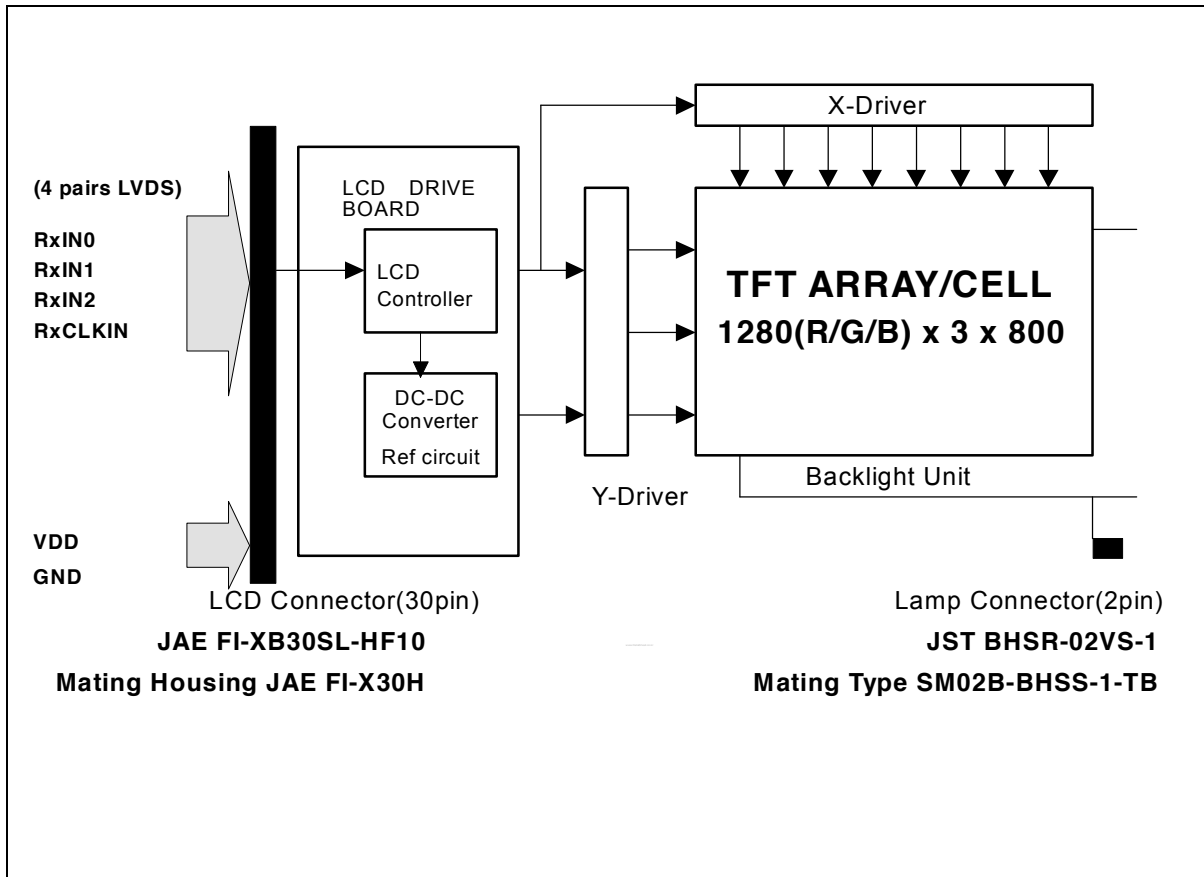 X-Driver
(4 pairs LVDS)
RxIN0
RxIN1
RxIN2
RxCLKIN
LCD DRIVE
BOARD
LCD
Controller
DC-DC
Converter
Ref circuit
TFT ARRAY/CELL
1280(R/G/B) x 3 x 800
Y-Driver
Backlight Unit
VDD
GND
LCD Connector(30pin)
JAE FI-XB30SL-HF10
Mating Housing JAE FI-X30H
Lamp Connector(2pin)
JST BHSR-02VS-1
Mating Type SM02B-BHSS-1-TB